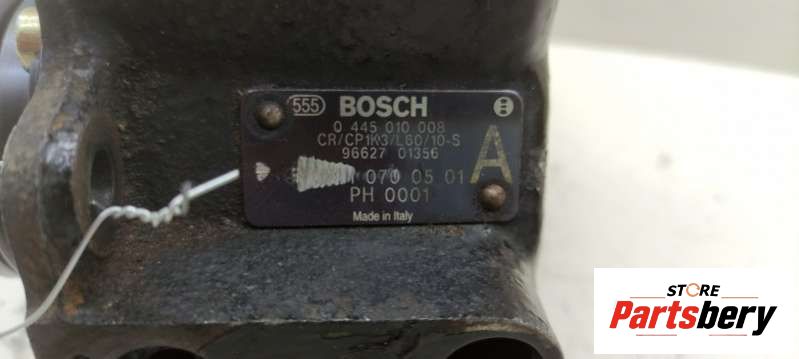 555 BOSCH
0 445 010 008
CR/CP1K3/L60/10-S
96627 01356
070 05 01
A
PH 0001
Made in Italy
STORE
Partsbery